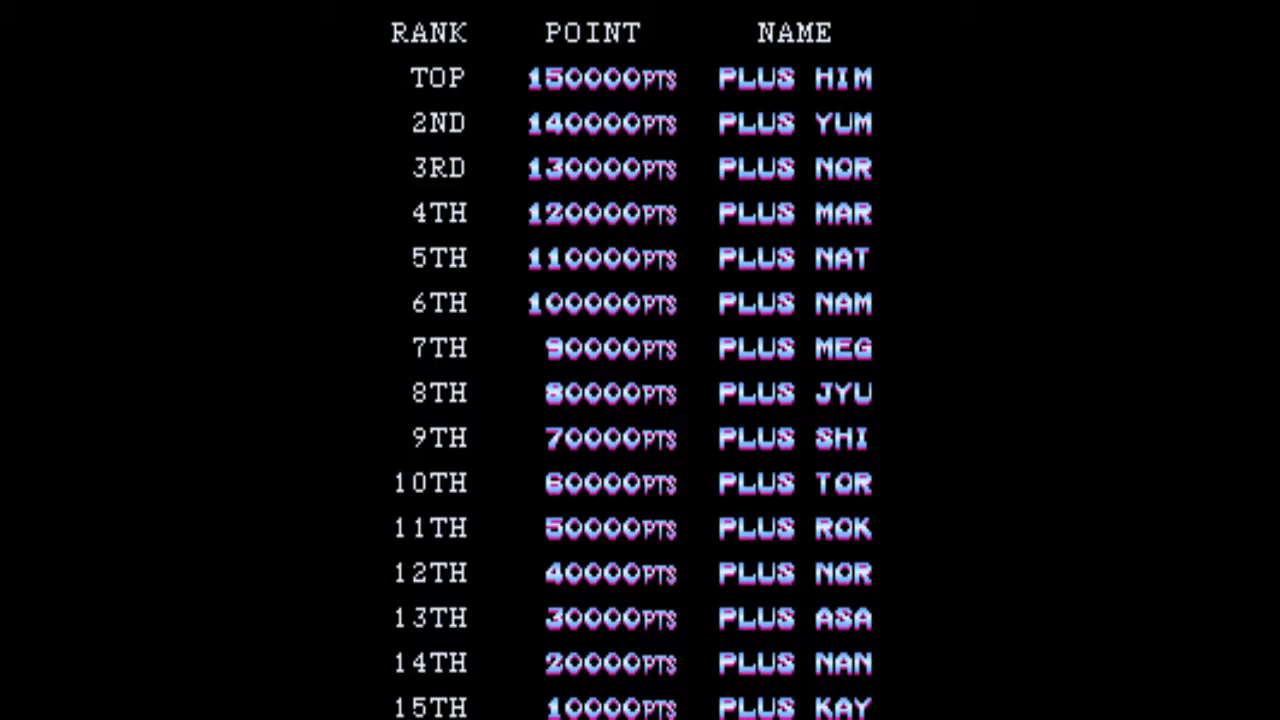 RANK POINT NAME
TOP 150000PTS PLUS HIM
2ND 140000PTS PLUS YUM
3RD 130000PTS PLUS NOR
4TH 120000PTS PLUS MAR
5TH 110000PTS PLUS NAT
6TH 100000PTS PLUS NAM
7TH 90000PTS PLUS MEG
8TH 80000PTS PLUS JYU
9TH 70000PTS PLUS SHI
10TH 60000PTS PLUS TOR
11TH 50000PTS PLUS ROK
12TH 40000PTS PLUS NOR
13TH 30000PTS PLUS ASA
14TH 20000PTS PLUS NAN
15TH 10000PTS PLUS KAY